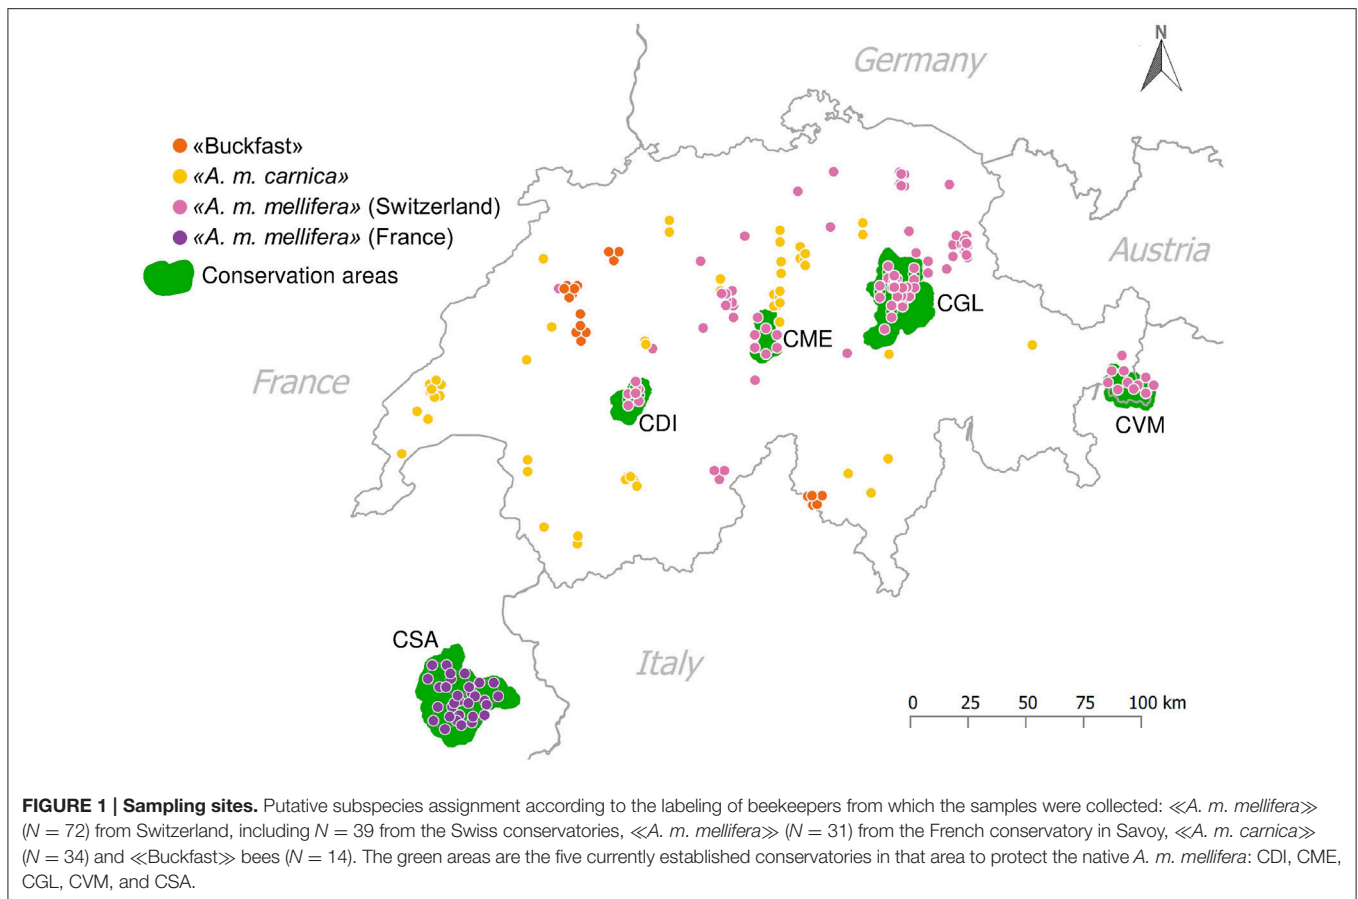 N
Germany
«Buckfast»
«A. m. carnica»
«A. m. mellifera» (Switzerland)
«A. m. mellifera» (France)
Conservation areas
Austria
CGL
CME
France
CDI
CVM
CSA
Italy
0 25 50 75 100 km
FIGURE 1 | Sampling sites. Putative subspecies assignment according to the labeling of beekeepers from which the samples were collected: ≪A. m. mellifera≫
(N = 72) from Switzerland, including N = 39 from the Swiss conservatories, ≪A. m. mellifera≫ (N = 31) from the French conservatory in Savoy, ≪A. m. carnica≫
(N = 34) and ≪Buckfast≫ bees (N = 14). The green areas are the five currently established conservatories in that area to protect the native A. m. mellifera: CDI, CME,
CGL, CVM, and CSA.